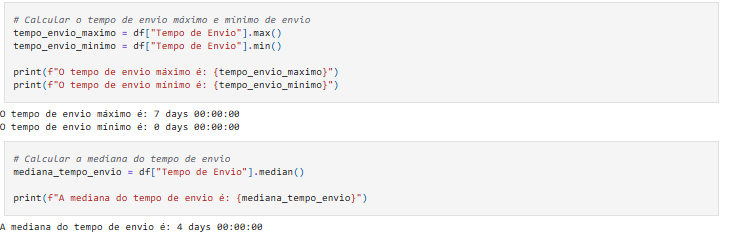 # Calcular o tempo de envio máximo e mínimo de envio
tempo_envio_maximo = df["Tempo de Envio"].max()
tempo_envio_minimo = df["Tempo de Envio"].min()
print(f"O tempo de envio máximo é: {tempo_envio_maximo}")
print(f"O tempo de envio mínimo é: {tempo_envio_minimo}")
O tempo de envio máximo é: 7 days 00:00:00
O tempo de envio mínimo é: 0 days 00:00:00
# Calcular a mediana do tempo de envio
mediana_tempo_envio = df["Tempo de Envio"].median()
print(f"A mediana do tempo de envio é: {mediana_tempo_envio}")
A mediana do tempo de envio é: 4 days 00:00:00